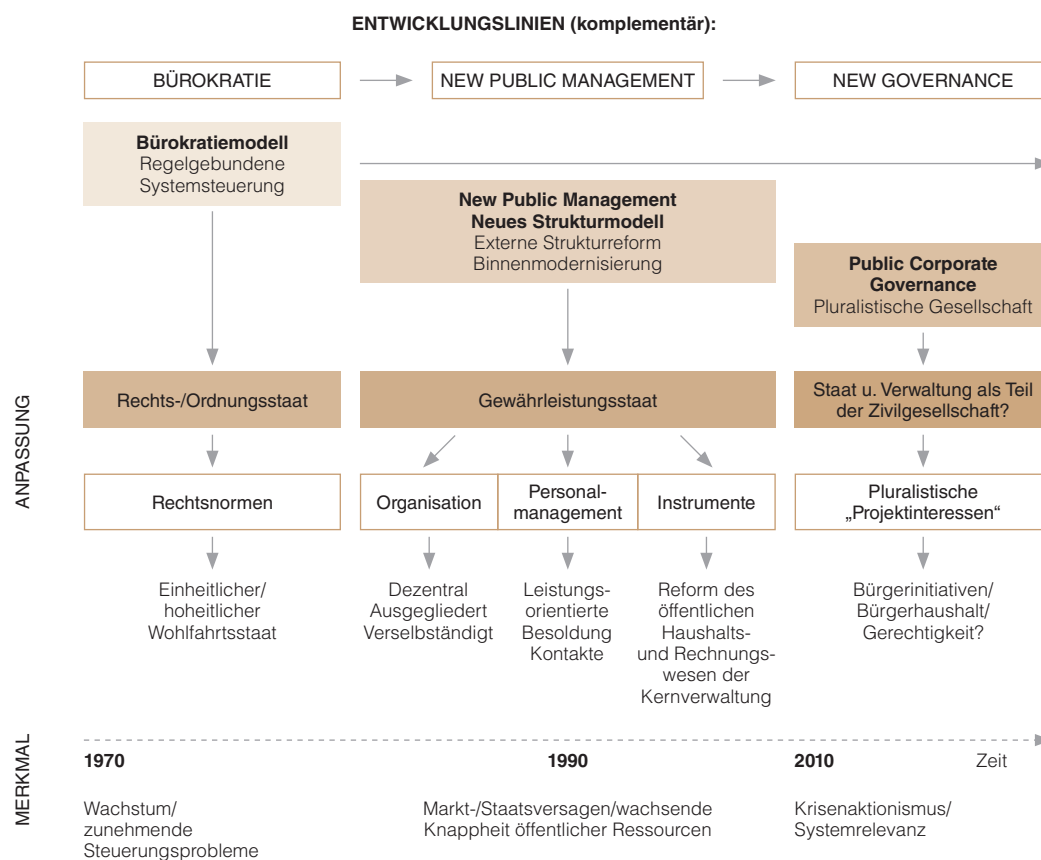 ENTWICKLUNGSLINIEN (komplementär):
BÜROKRATIE
NEW PUBLIC MANAGEMENT
NEW GOVERNANCE
Bürokratiemodell
Regelgebundene
Systemsteuerung
New Public Management
Neues Strukturmodell
Externe Strukturreform
Binnenmodernisierung
Public Corporate
Governance
Pluralistische Gesellschaft
ANPASSUNG
Rechts-/Ordnungsstaat
Gewährleistungsstaat
Staat u. Verwaltung als Teil
der Zivilgesellschaft?
Rechtsnormen
Organisation
Personal-
management
Instrumente
Pluralistische
„Projektinteressen“
Einheitlicher/
hoheitlicher
Wohlfahrtsstaat
Dezentral
Ausgegliedert
Verselbständigt
Leistungs-
orientierte
Besoldung
Kontakte
Reform des
öffentlichen
Haushalts-
und Rechnungs-
wesen der
Kernverwaltung
Bürgerinitiativen/
Bürgerhaushalt/
Gerechtigkeit?
MERKMAL
1970
1990
2010
Zeit
Wachstum/
zunehmende
Steuerungsprobleme
Markt-/Staatsversagen/wachsende
Knappheit öffentlicher Ressourcen
Krisenaktionismus/
Systemrelevanz